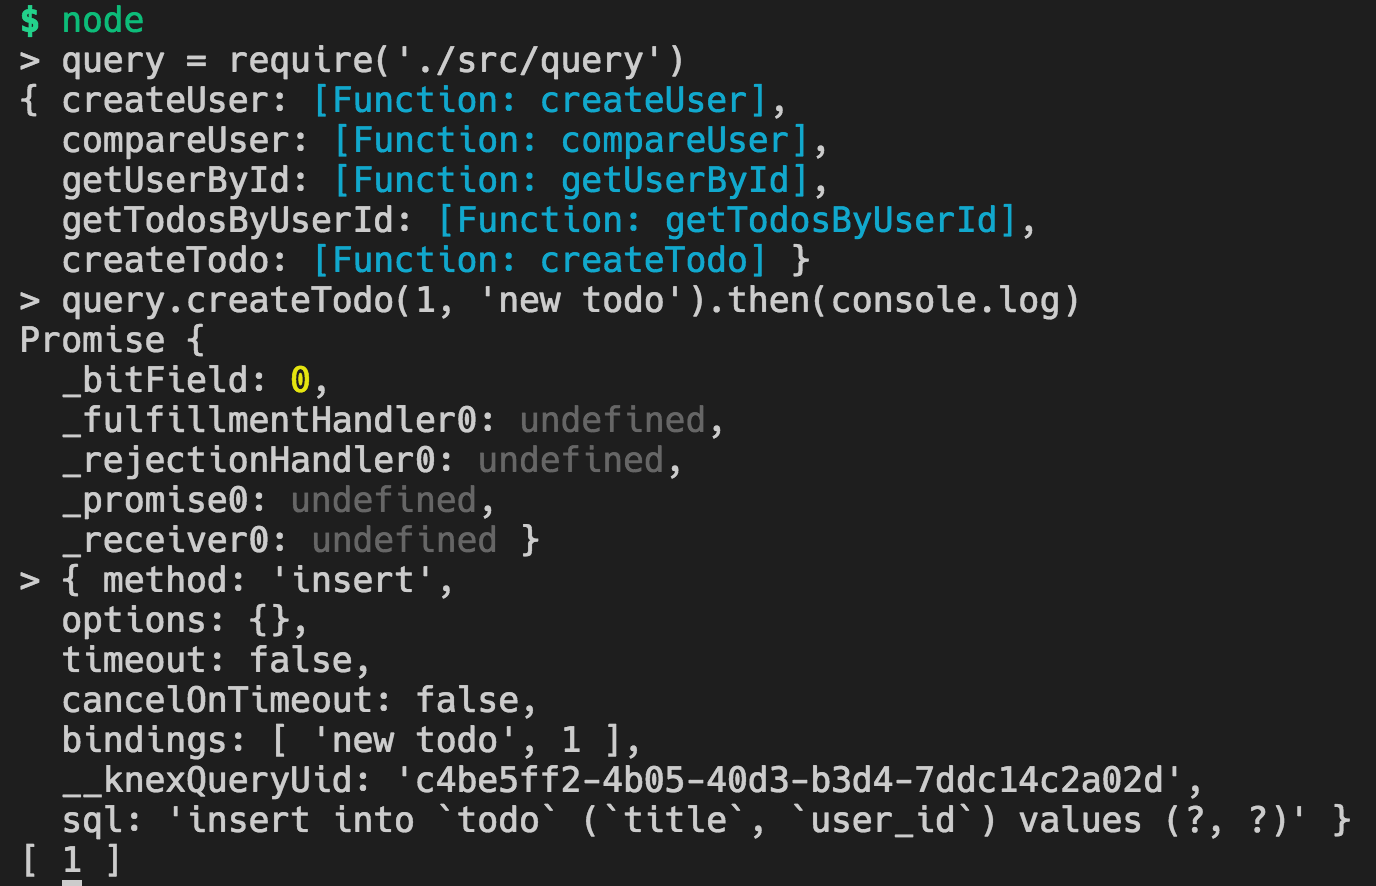 $ node
> query = require('./src/query')
{ createUser: [Function: createUser],
  compareUser: [Function: compareUser],
  getUserById: [Function: getUserById],
  getTodosByUserId: [Function: getTodosByUserId],
  createTodo: [Function: createTodo] }
> query.createTodo(1, 'new todo').then(console.log)
Promise {
  _bitField: 0,
  _fulfillmentHandler0: undefined,
  _rejectionHandler0: undefined,
  _promise0: undefined,
  _receiver0: undefined }
> { method: 'insert',
  options: {},
  timeout: false,
  cancelOnTimeout: false,
  bindings: [ 'new todo', 1 ],
  __knexQueryUid: 'c4be5ff2-4b05-40d3-b3d4-7ddc14c2a02d',
  sql: 'insert into `todo` (`title`, `user_id`) values (?, ?)' }
[ 1 ]